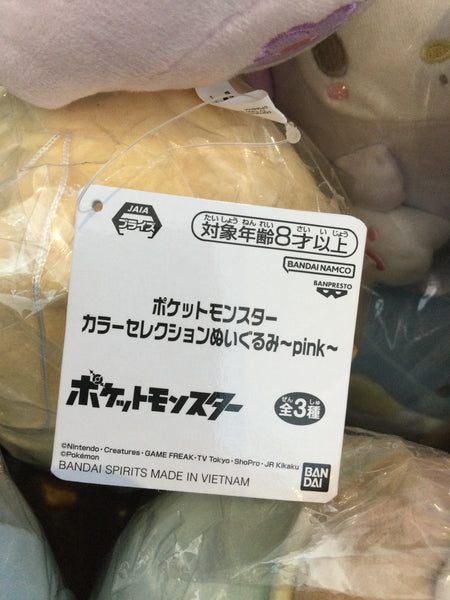 JAIA
プライズ
たいしょうねんれい さいいじょう
対象年齢8才以上
BANDAI NAMCO
BANPRESTO
ポケットモンスター
カラーセレクションぬいぐるみ〜pink〜
ポケットモンスター
ぜん しゅ
全3種
©Nintendo・Creatures・GAME FREAK・TV Tokyo・ShoPro・JR Kikaku
©Pokémon
BANDAI SPIRITS MADE IN VIETNAM
BAN
DAI